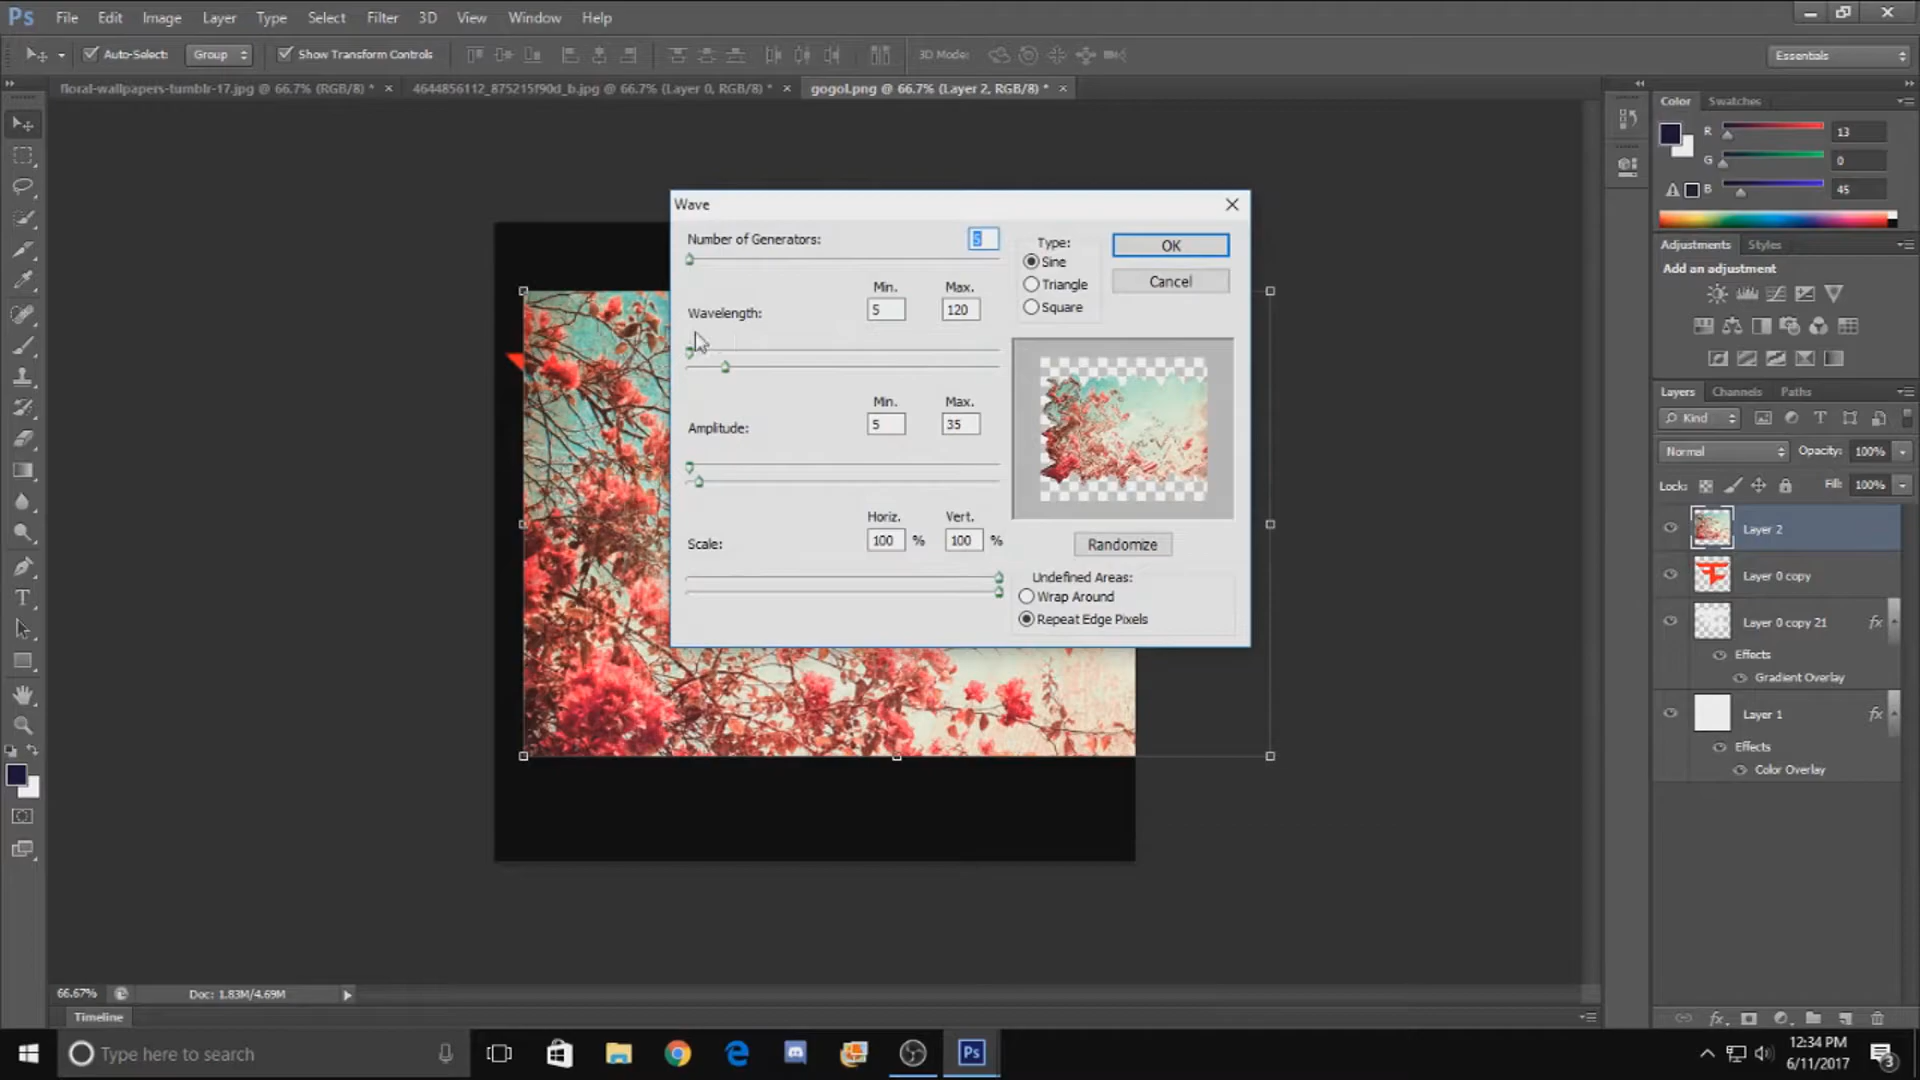 Ps File Edit Image Layer Type Select Filter 3D View Window Help
Auto-Select: Group Show Transform Controls 3D Mode: Essentials
floral-wallpapers-tumblr-17.jpg @ 66.7% (RGB/8) * × 4644856112_875215f90d_b.jpg @ 66.7% (Layer 0, RGB/8) * × gogol.png @ 66.7% (Layer 2, RGB/8) * ×
Color Swatches
R 13
G 0
B 45
Adjustments Styles
Add an adjustment
Layers Channels Paths
Kind
Normal Opacity: 100%
Lock: Fill: 100%
Layer 2
Layer 0 copy
Layer 0 copy 21 fx
Effects
Gradient Overlay
Layer 1 fx
Effects
Color Overlay
Wave
Number of Generators: 5
Min. Max.
Wavelength: 5 120
Min. Max.
Amplitude: 5 35
Horiz. Vert.
Scale: 100 % 100 %
Type:
Sine
Triangle
Square
OK
Cancel
Randomize
Undefined Areas:
Wrap Around
Repeat Edge Pixels
66.67% Doc: 1.83M/4.69M
Timeline
Type here to search
Ps
12:34 PM
6/11/2017
3